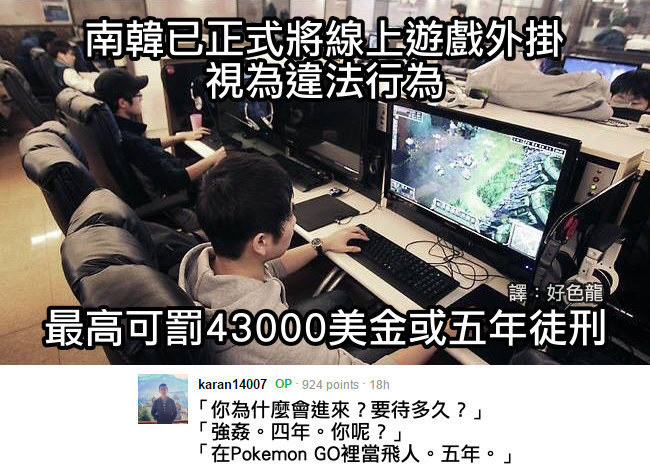 南韓已正式將線上遊戲外掛
視為違法行為
譯：好色龍
最高可罰43000美金或五年徒刑
karan14007 OP · 924 points · 18h
「你為什麼會進來？要待多久？」
「強姦。四年。你呢？」
「在Pokemon GO裡當飛人。五年。」